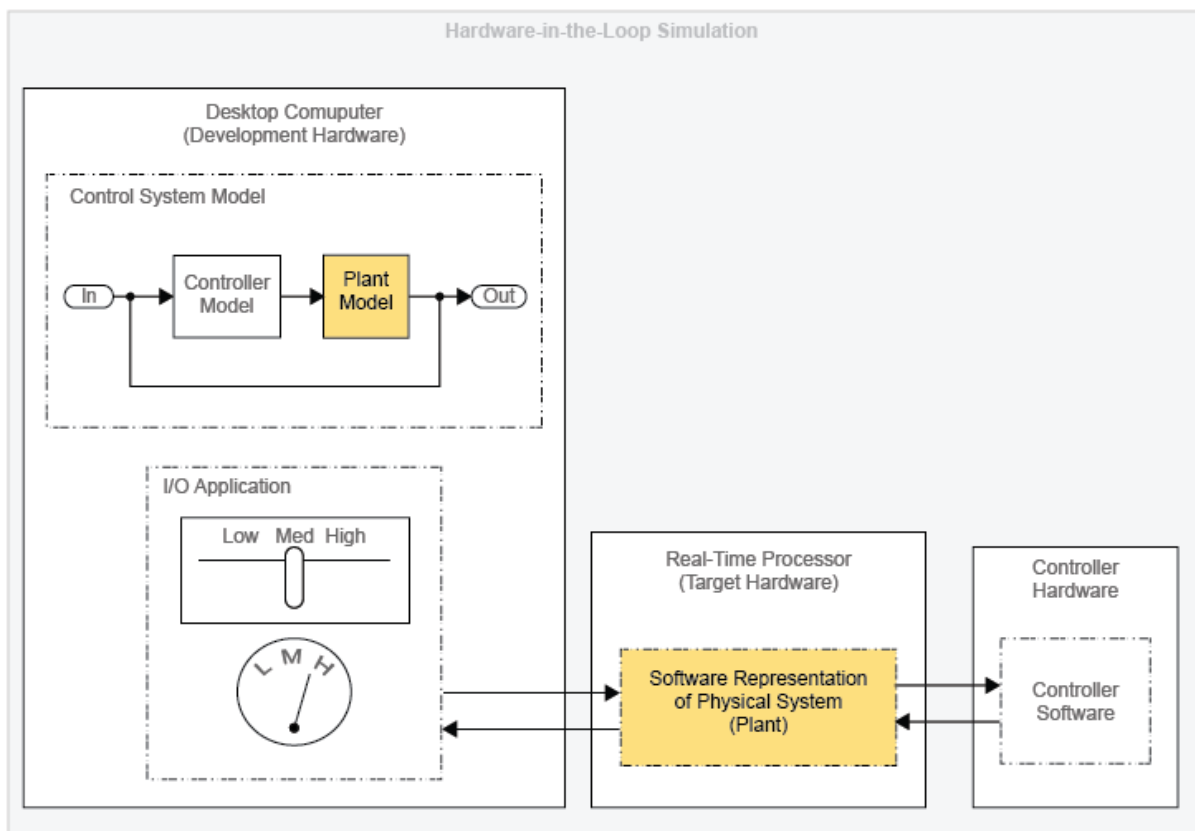 Hardware-in-the-Loop Simulation
Desktop Comuputer
(Development Hardware)
Control System Model
In
Controller
Model
Plant
Model
Out
I/O Application
Low Med High
L M H
Real-Time Processor
(Target Hardware)
Software Representation
of Physical System
(Plant)
Controller
Hardware
Controller
Software